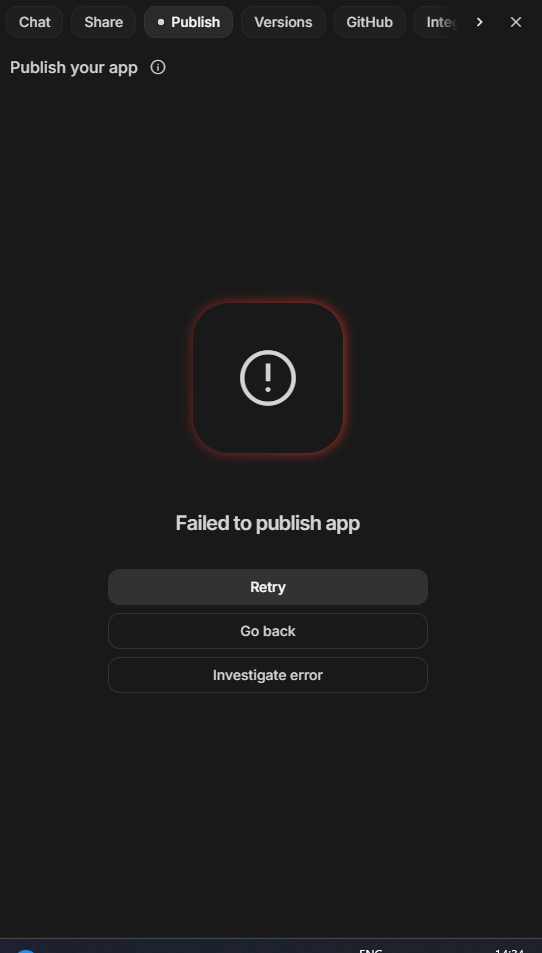 Chat Share Publish Versions GitHub
Publish your app
Failed to publish app
Retry
Go back
Investigate error